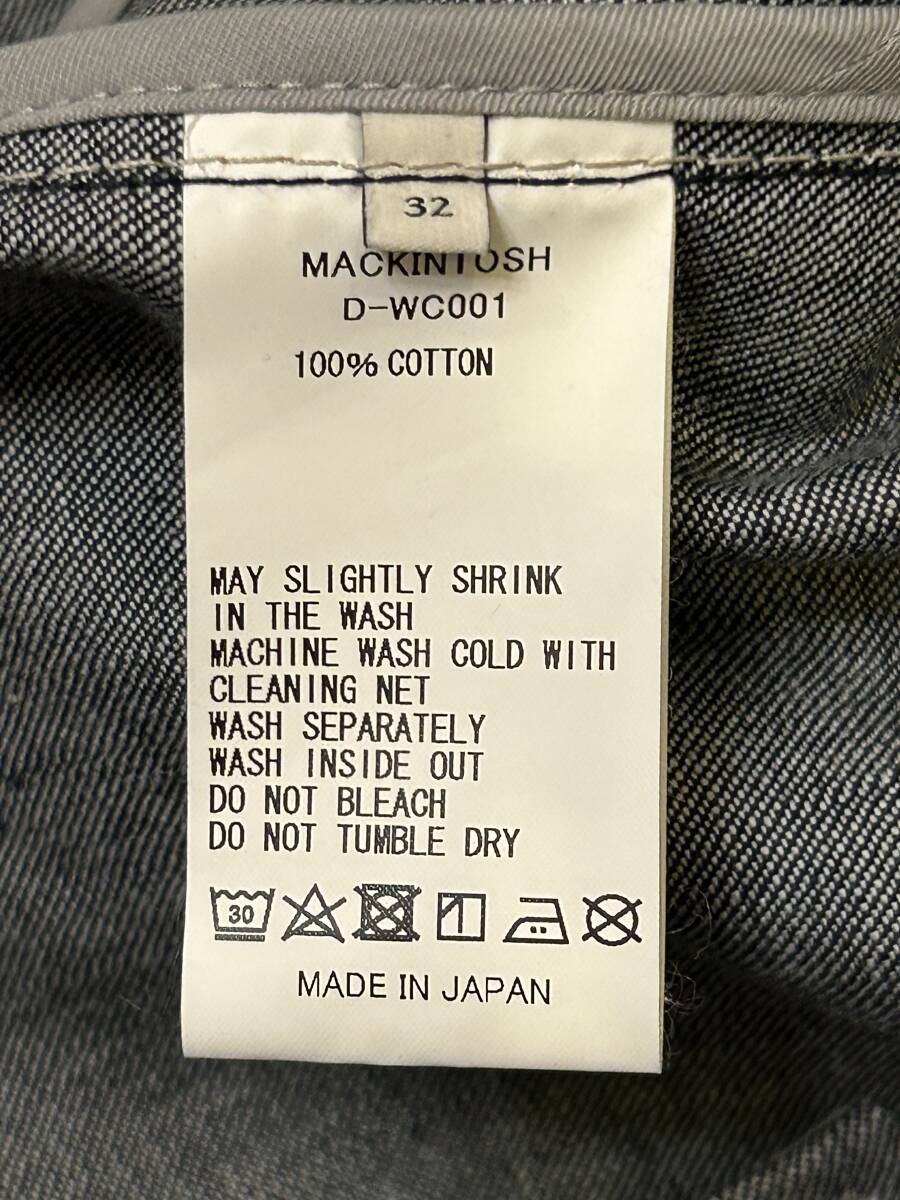 32
MACKINTOSH
D-WC001
100% COTTON
MAY SLIGHTLY SHRINK
IN THE WASH
MACHINE WASH COLD WITH
CLEANING NET
WASH SEPARATELY
WASH INSIDE OUT
DO NOT BLEACH
DO NOT TUMBLE DRY
30
MADE IN JAPAN